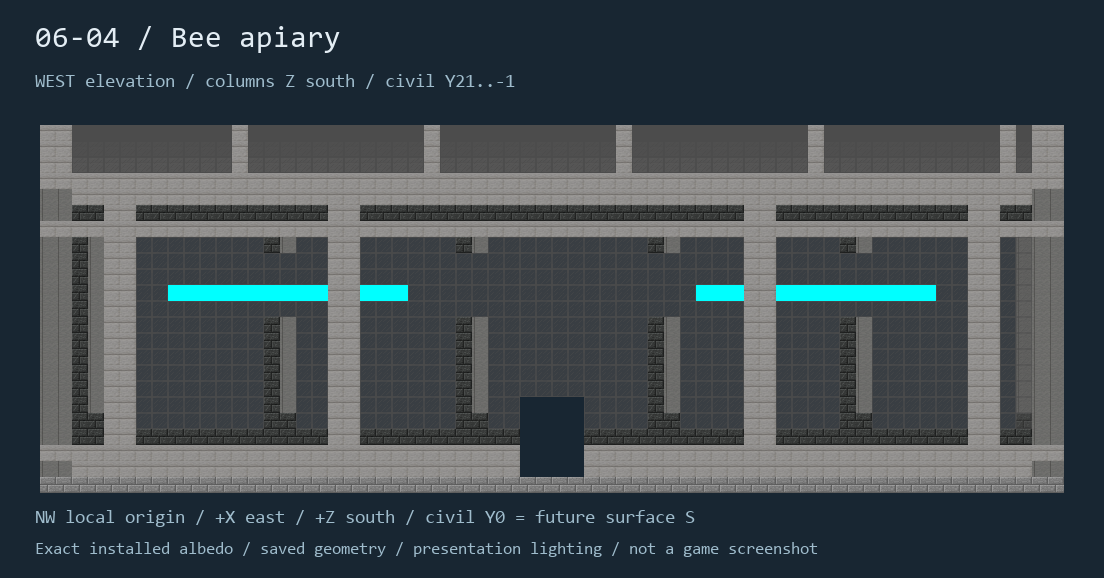 06-04 / Bee apiary
WEST elevation / columns Z south / civil Y21..-1
NW local origin / +X east / +Z south / civil Y0 = future surface S
Exact installed albedo / saved geometry / presentation lighting / not a game screenshot